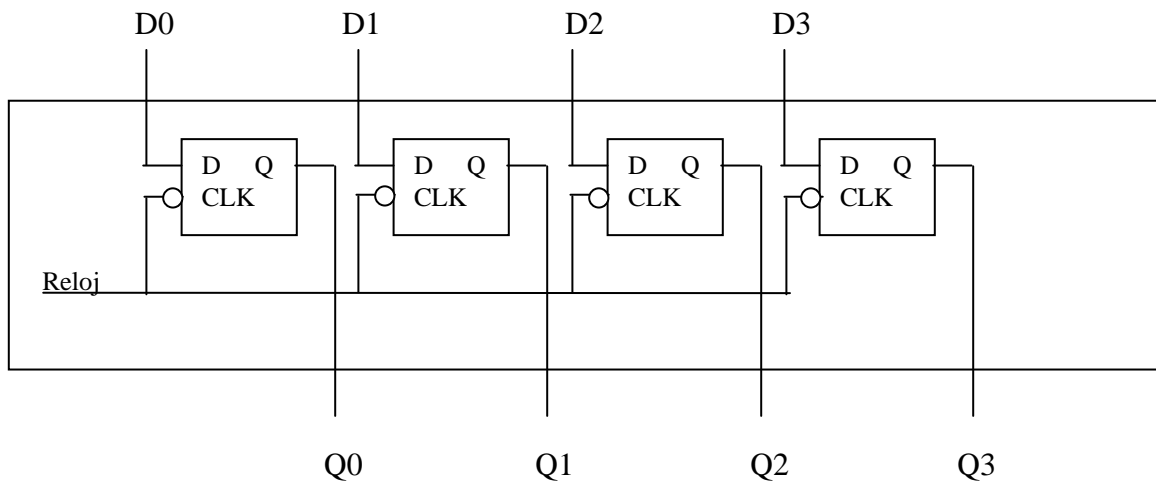 D0 D1 D2 D3
D Q D Q D Q D Q
CLK CLK CLK CLK
Reloj
Q0 Q1 Q2 Q3